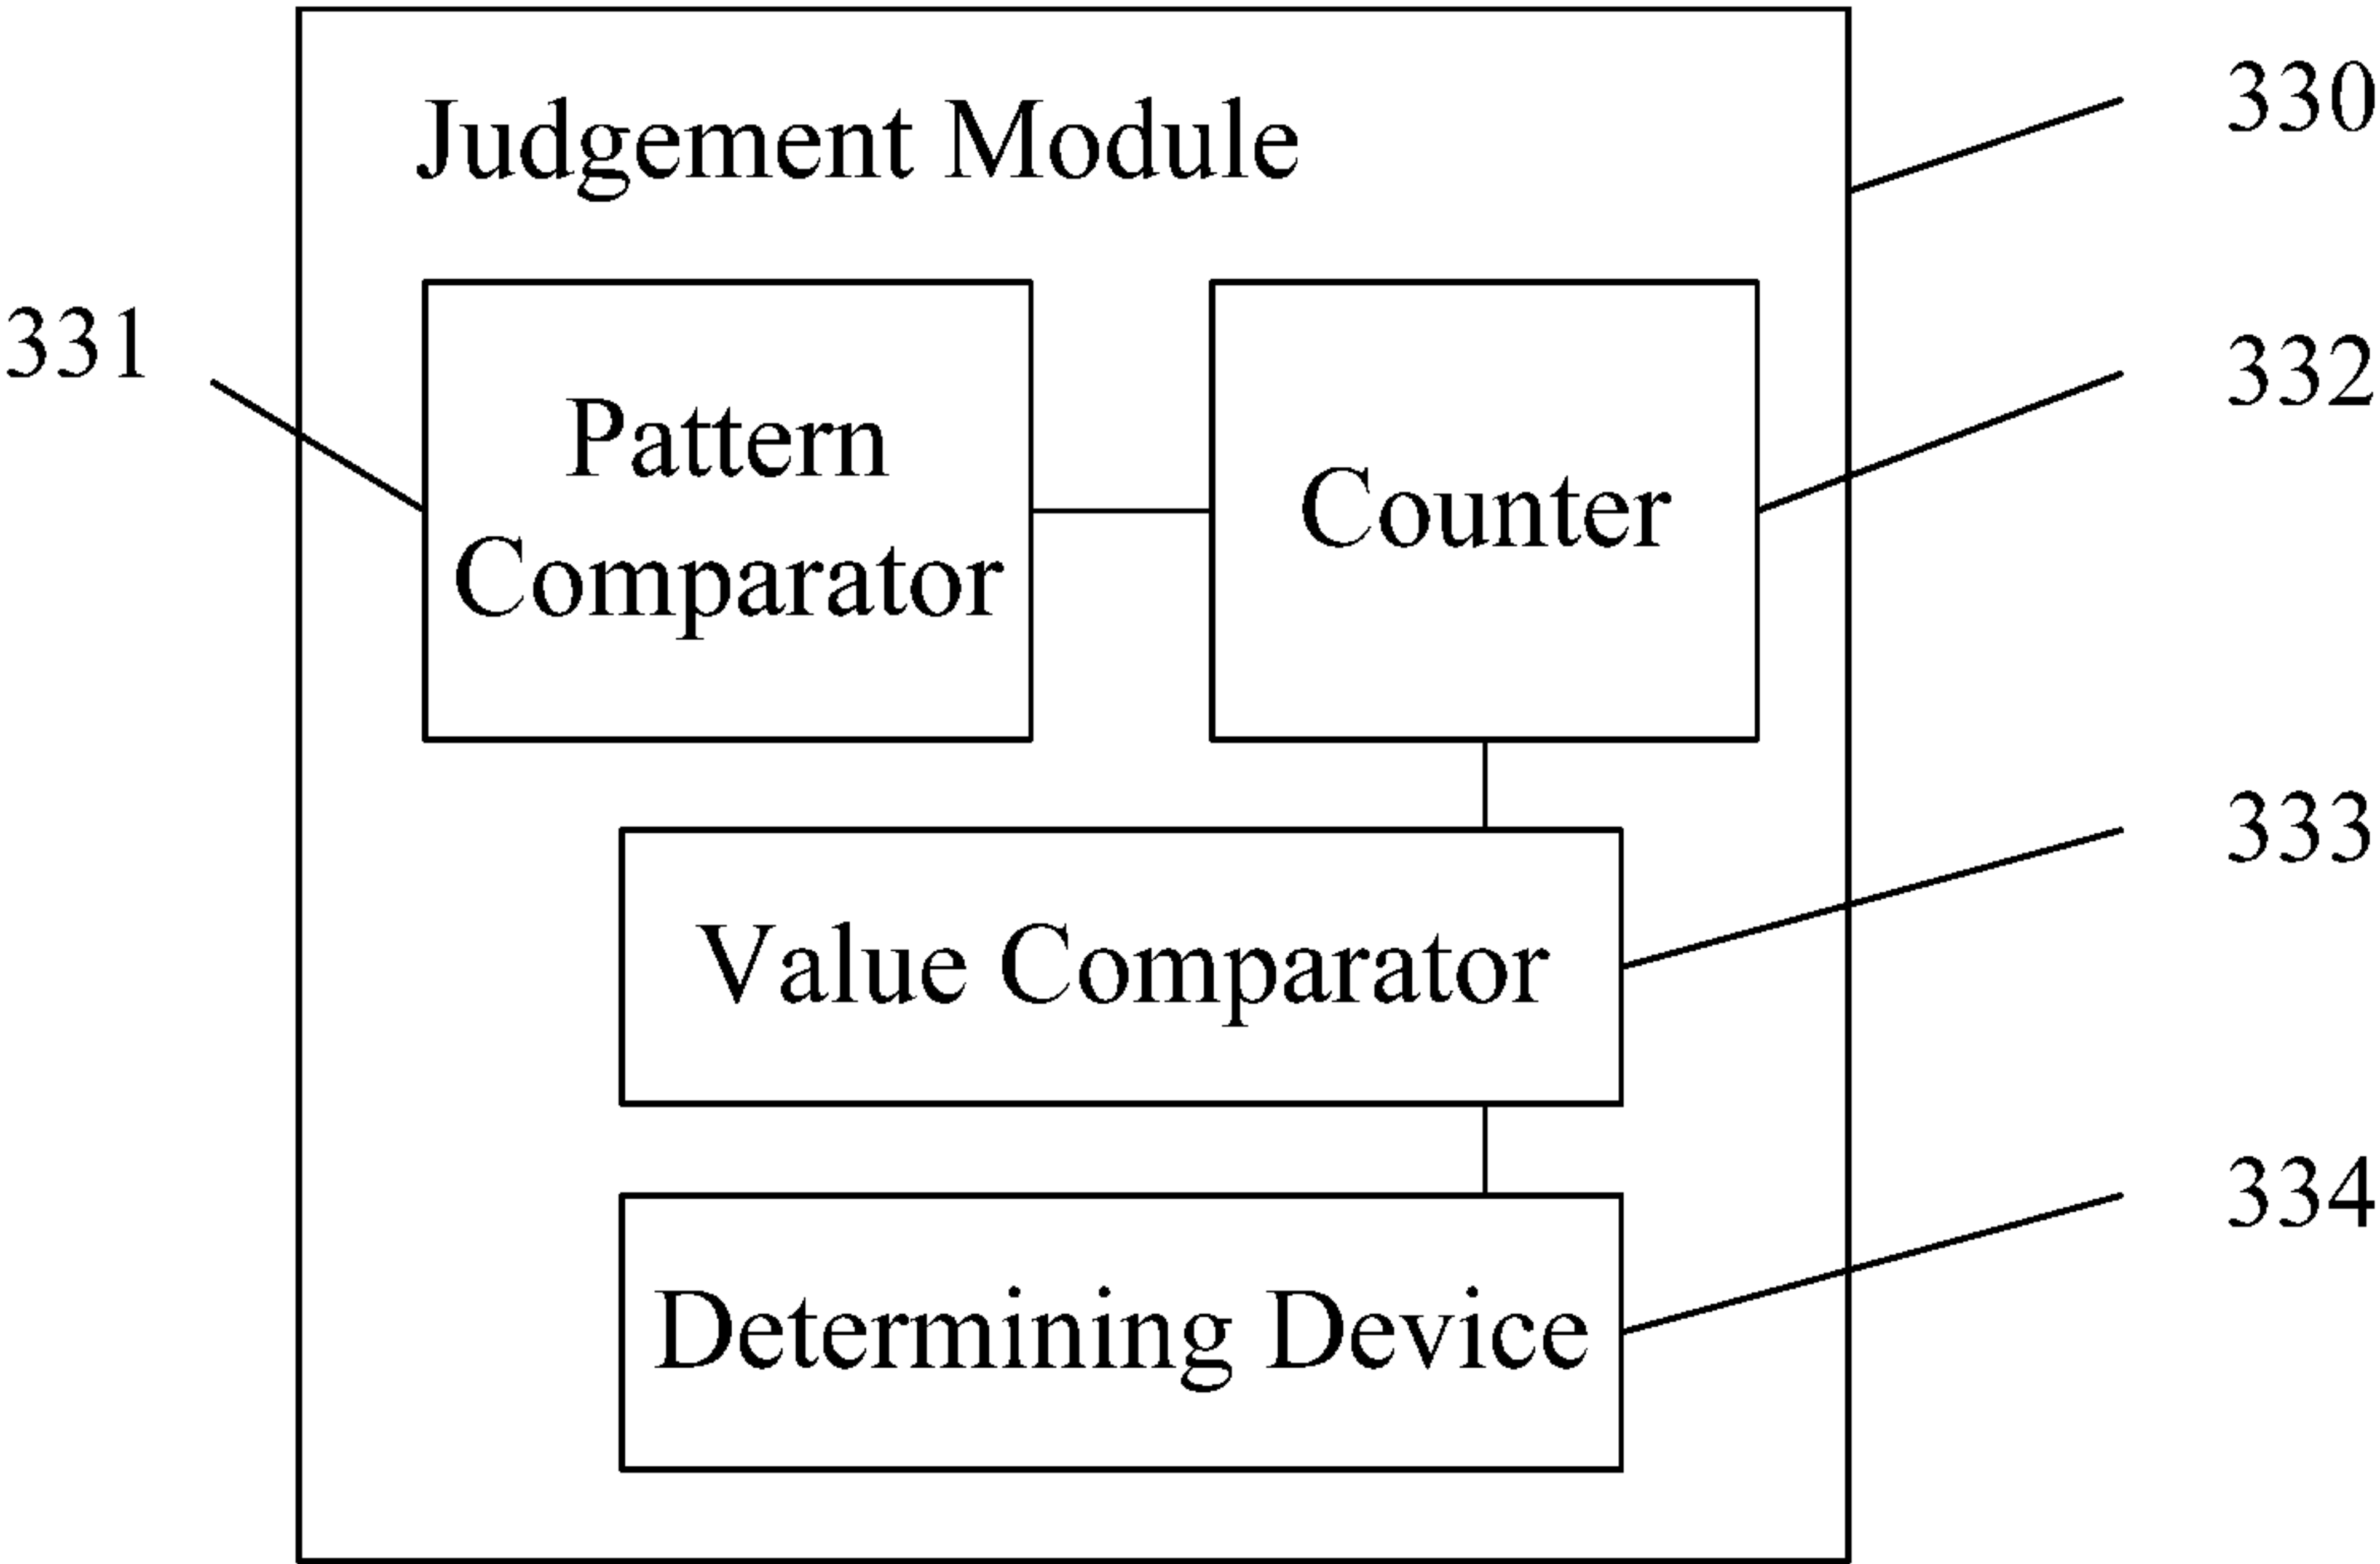 Judgement Module
330
331
Pattern
Comparator
Counter
332
Value Comparator
333
Determining Device
334